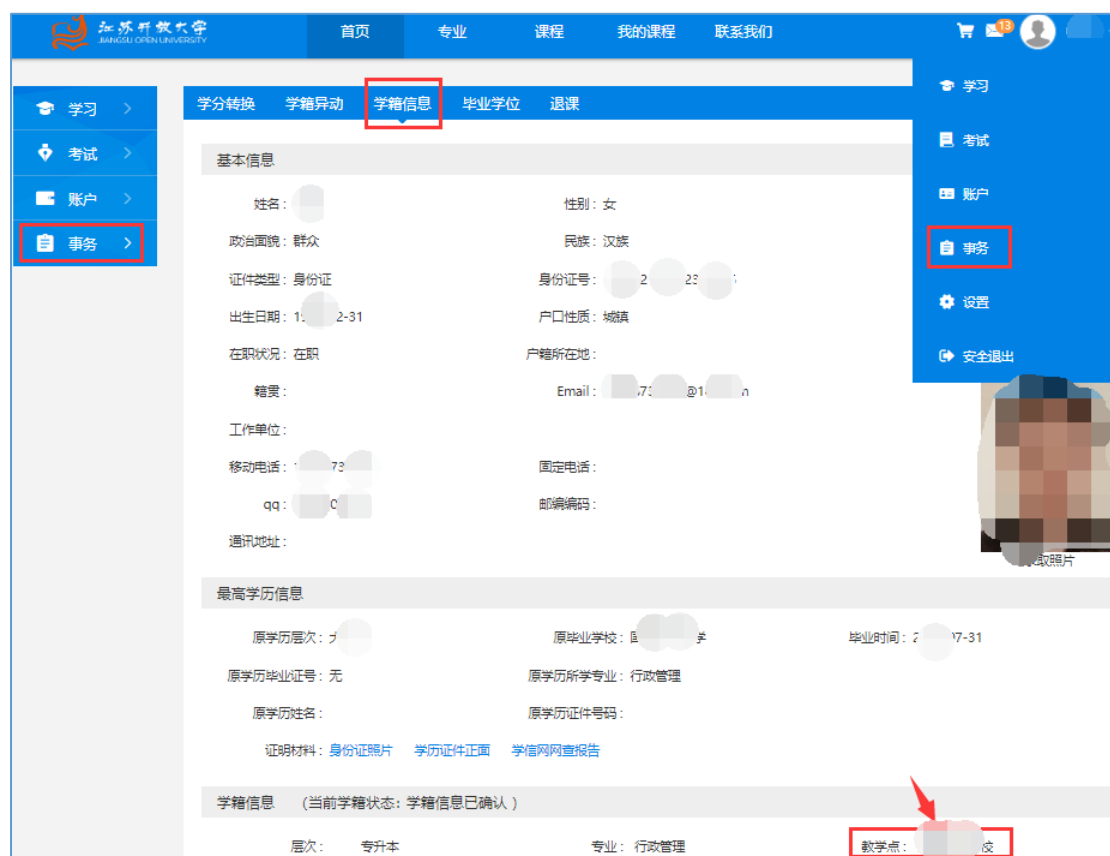 江苏开放大学
JIANGSU OPEN UNIVERSITY
首页 专业 课程 我的课程 联系我们
13
学习
考试
账户
事务
设置
安全退出
学习
考试
账户
事务
学分转换 学籍异动 学籍信息 毕业学位 退课
基本信息
姓名: 性别: 女
政治面貌: 群众 民族: 汉族
证件类型: 身份证 身份证号: 2 23
出生日期: 2-31 户口性质: 城镇
在职状况: 在职 户籍所在地:
籍贯: Email:
工作单位:
移动电话: 73 固定电话:
qq: 邮编编码:
通讯地址:
取照片
最高学历信息
原学历层次: 原毕业学校: 毕业时间: 07-31
原学历毕业证号: 无 原学历所学专业: 行政管理
原学历姓名: 原学历证件号码:
证明材料: 身份证照片 学历证件正面 学信网网查报告
学籍信息 (当前学籍状态: 学籍信息已确认 )
层次: 专升本 专业: 行政管理 教学点: 校